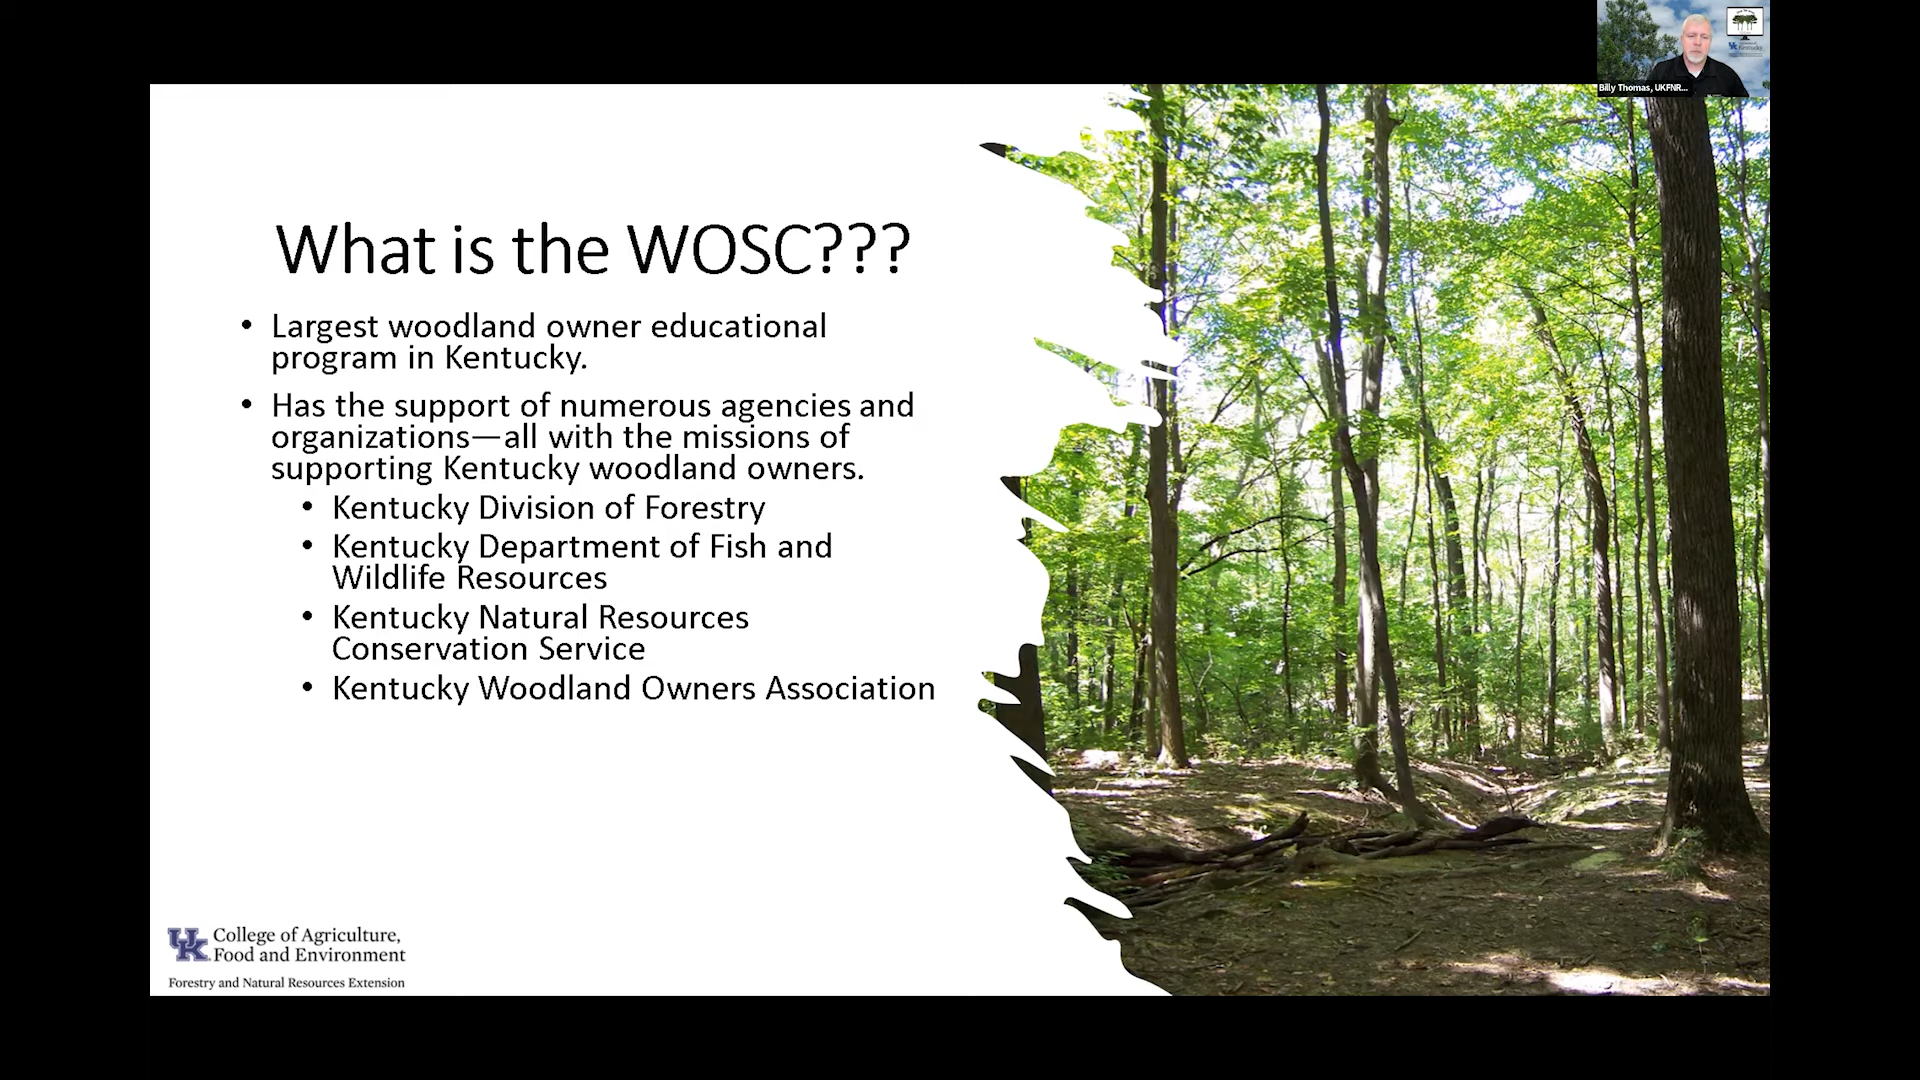 Billy Thomas, UKFNR...
What is the WOSC???
• Largest woodland owner educational
program in Kentucky.
• Has the support of numerous agencies and
organizations—all with the missions of
supporting Kentucky woodland owners.
• Kentucky Division of Forestry
• Kentucky Department of Fish and
Wildlife Resources
• Kentucky Natural Resources
Conservation Service
• Kentucky Woodland Owners Association
UK College of Agriculture,
Food and Environment
Forestry and Natural Resources Extension